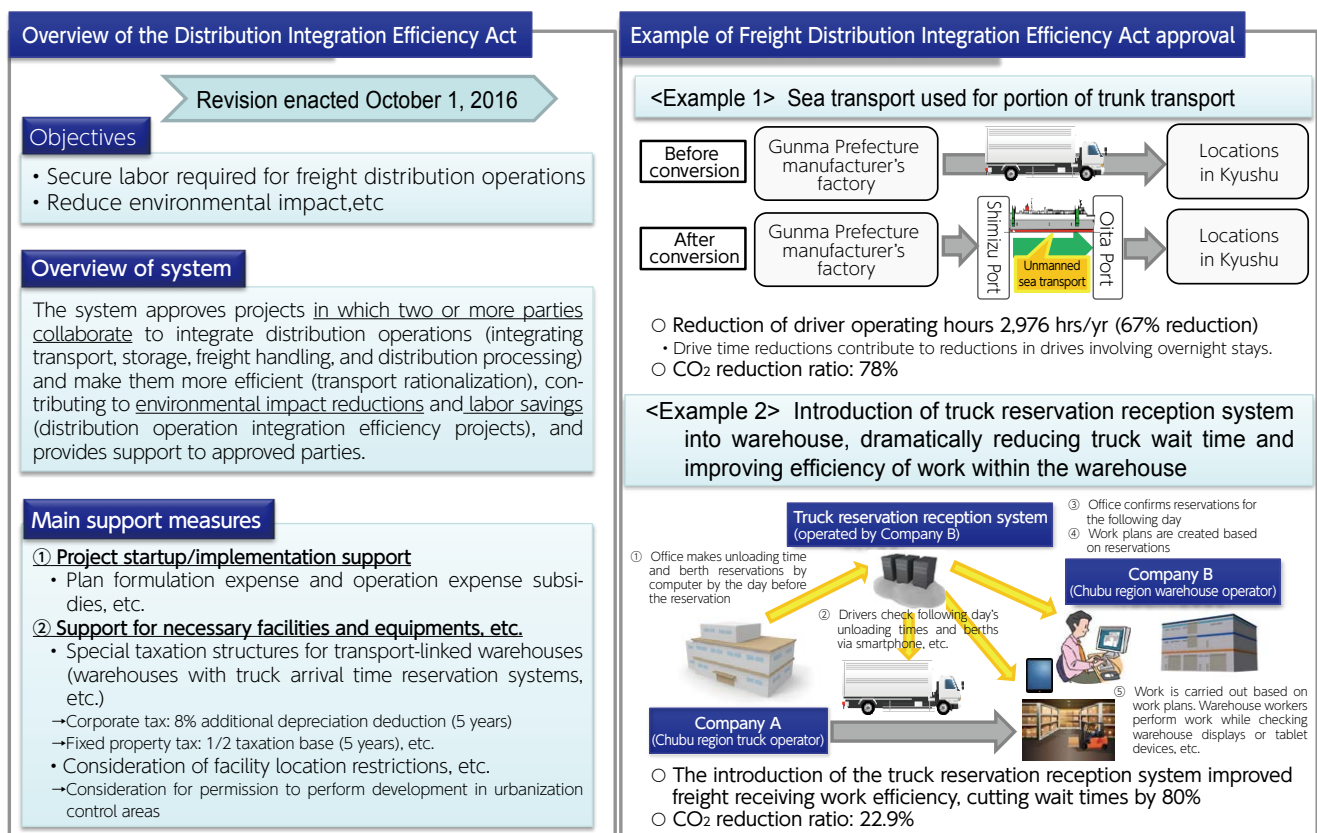 Overview of the Distribution Integration Efficiency Act
Revision enacted October 1, 2016
Objectives
• Secure labor required for freight distribution operations
• Reduce environmental impact,etc
Overview of system
The system approves projects in which two or more parties
collaborate to integrate distribution operations (integrating
transport, storage, freight handling, and distribution processing)
and make them more efficient (transport rationalization), con-
tributing to environmental impact reductions and labor savings
(distribution operation integration efficiency projects), and
provides support to approved parties.
Main support measures
① Project startup/implementation support
• Plan formulation expense and operation expense subsi-
dies, etc.
② Support for necessary facilities and equipments, etc.
• Special taxation structures for transport-linked warehouses
(warehouses with truck arrival time reservation systems,
etc.)
→Corporate tax: 8% additional depreciation deduction (5 years)
→Fixed property tax: 1/2 taxation base (5 years), etc.
• Consideration of facility location restrictions, etc.
→Consideration for permission to perform development in urbanization
control areas
Example of Freight Distribution Integration Efficiency Act approval
<Example 1> Sea transport used for portion of trunk transport
Before
conversion
Gunma Prefecture
manufacturer's
factory
Locations
in Kyushu
After
conversion
Gunma Prefecture
manufacturer's
factory
Shimizu Port
Unmanned
sea transport
Oita Port
Locations
in Kyushu
○ Reduction of driver operating hours 2,976 hrs/yr (67% reduction)
• Drive time reductions contribute to reductions in drives involving overnight stays.
○ CO2 reduction ratio: 78%
<Example 2> Introduction of truck reservation reception system
into warehouse, dramatically reducing truck wait time and
improving efficiency of work within the warehouse
Truck reservation reception system
(operated by Company B)
① Office makes unloading time
and berth reservations by
computer by the day before
the reservation
② Drivers check following day's
unloading times and berths
via smartphone, etc.
③ Office confirms reservations for
the following day
④ Work plans are created based
on reservations
Company B
(Chubu region warehouse operator)
Company A
(Chubu region truck operator)
⑤ Work is carried out based on
work plans. Warehouse workers
perform work while checking
warehouse displays or tablet
devices, etc.
○ The introduction of the truck reservation reception system improved
freight receiving work efficiency, cutting wait times by 80%
○ CO2 reduction ratio: 22.9%